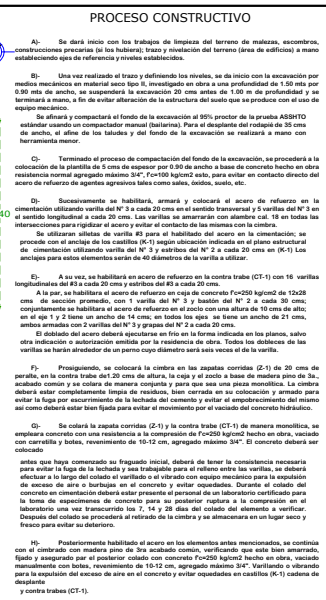 PROCESO CONSTRUCTIVO
A)- Se dará inicio con los trabajos de limpieza del terreno de malezas, escombros,
construcciones precarias (si los hubiera); trazo y nivelación del terreno (área de edificios) a mano
estableciendo ejes de referencia y niveles establecidos.
B)- Una vez realizado el trazo y definiendo los niveles, se da inicio con la excavación por
medios mecánicos en material seco tipo II, investigado en obra a una profundidad de 1.50 mts por
0.90 mts de ancho, se suspenderá la excavación 20 cms antes de 1.00 m de profundidad y se
terminará a mano, a fin de evitar alteración de la estructura del suelo que se produce con el uso de
equipo mecánico.
Se afinará y compactará el fondo de la excavación al 95% proctor de la prueba ASSHTO
estándar usando un compactador manual (bailarina). Para el desplante del rodapié de 35 cms
de ancho, el afine de los taludes y del fondo de la excavación se realizará a mano con
herramienta menor.
C)- Terminado el proceso de compactación del fondo de la excavación, se procederá a la
colocación de la plantilla de 5 cms de espesor por 0.90 de ancho a base de concreto hecho en obra
resistencia normal agregado máximo 3/4", f'c=100 kg/cm2 esto, para evitar en contacto directo del
acero de refuerzo de agentes agresivos tales como sales, óxidos, suelo, etc.
D)- Sucesivamente se habilitará, armará y colocará el acero de refuerzo en la
cimentación utilizando varilla del N° 3 a cada 20 cms en el sentido transversal y 5 varillas del N° 3 en
el sentido longitudinal a cada 20 cms. Las varillas se amarrarán con alambre cal. 18 en todas las
intersecciones para rigidizar el acero y evitar el contacto de las mismas con la cimbra.
Se utilizaran silletas de varilla #3 para el habilitado del acero en la cimentación; se
procede con el anclaje de los castillos (K-1) según ubicación indicada en el plano estructural
de cimentación utilizando varilla del N° 3 y estribos del N° 2 a cada 20 cms en (K-1) Los
anclajes para estos elementos serán de 40 diámetros de la varilla a utilizar.
40
E)- A su vez, se habilitará en acero de refuerzo en la contra trabe (CT-1) con 16 varillas
longitudinales del #3 a cada 20 cms y estribos del #3 a cada 20 cms.
A la par, se habilitara el acero de refuerzo en caja de concreto f'c=250 kg/cm2 de 12x28
cms de sección promedio, con 1 varilla del N° 3 y bastón del N° 2 a cada 30 cms;
conjuntamente se habilitara el acero de refuerzo en el zoclo con una altura de 10 cms de alto;
en el eje 1 y 2 tiene un ancho de 14 cms; en todos los ejes se tiene un ancho de 21 cms,
ambos armadas con 2 varillas del N° 3 y grapas del N° 2 a cada 20 cms.
El doblado del acero deberá ejecutarse en frío en la forma indicada en los planos, salvo
otra indicación o autorización emitida por la residencia de obra. Todos los dobleces de las
varillas se harán alrededor de un perno cuyo diámetro será seis veces el de la varilla.
F)- Prosiguiendo, se colocará la cimbra en las zapatas corridas (Z-1) de 20 cms de
peralte, en la contra trabe de1.20 cms de altura, la ceja y el zoclo a base de madera pino de 3a.,
acabado común y se colara de manera conjunta y para que sea una pieza monolítica. La cimbra
deberá estar completamente limpia de residuos, bien cerrada en su colocación y armado para
evitar la fuga por escurrimiento de la lechada del cemento y evitar el emporobecimiento del mismo
así como deberá estar bien fijada para evitar el movimiento por el vaciado del concreto hidráulico.
G)- Se colará la zapata corridas (Z-1) y la contra trabe (CT-1) de manera monolítica, se
empleara concreto con una resistencia a la compresión de f'c=250 kg/cm2 hecho en obra, vaciado
con carretilla y botes, revenimiento de 10-12 cm, agregado máximo 3/4". El concreto deberá ser
colocado
antes que haya comenzado su fraguado inicial, deberá de tener la consistencia necesaria
para evitar la fuga de la lechada y sea trabajable para el relleno entre las varillas, se deberá
efectuar a lo largo del colado el varillado o el vibrado con equipo mecánico para la expulsión
de exceso de aire o burbujas en el concreto y evitar oquedades. Durante el colado del
concreto en cimentación deberá estar presente el personal de un laboratorio certificado para
la toma de especímenes de concreto para su posterior ruptura a la compresión en el
laboratorio una vez transcurrido los 7, 14 y 28 días del colado del elemento a verificar.
Después del colado se procederá al retirado de la cimbra y se almacenara en un lugar seco y
fresco para evitar su deterioro.
H)- Posteriormente habilitado el acero en los elementos antes mencionados, se continúa
con el cimbrado con madera pino de 3ra acabado común, verificando que este bien amarrado,
fijado y asegurado par el posterior colado con concreto f'c=250 kg/cm2 hecho en obra, vaciado
manualmente con botes, revenimiento de 10-12 cm, agregado máximo 3/4". Varillando o vibrando
para la expulsión del exceso de aire en el concreto y evitar oquedades en castillos (K-1) cadena de
desplante
y contra trabes (CT-1).